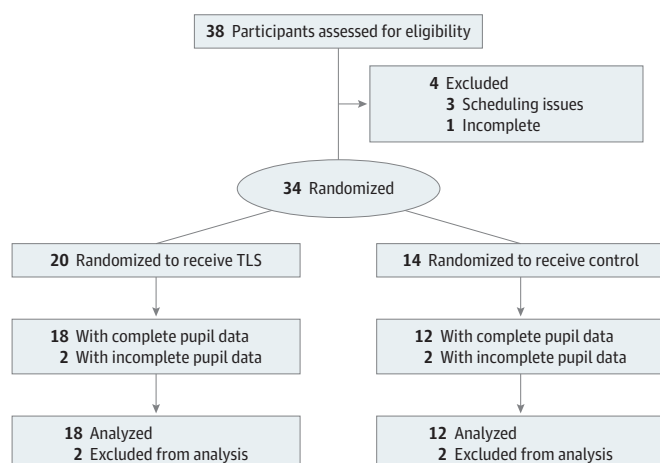 38 Participants assessed for eligibility
4 Excluded
3 Scheduling issues
1 Incomplete
34 Randomized
20 Randomized to receive TLS
14 Randomized to receive control
18 With complete pupil data
2 With incomplete pupil data
12 With complete pupil data
2 With incomplete pupil data
18 Analyzed
2 Excluded from analysis
12 Analyzed
2 Excluded from analysis